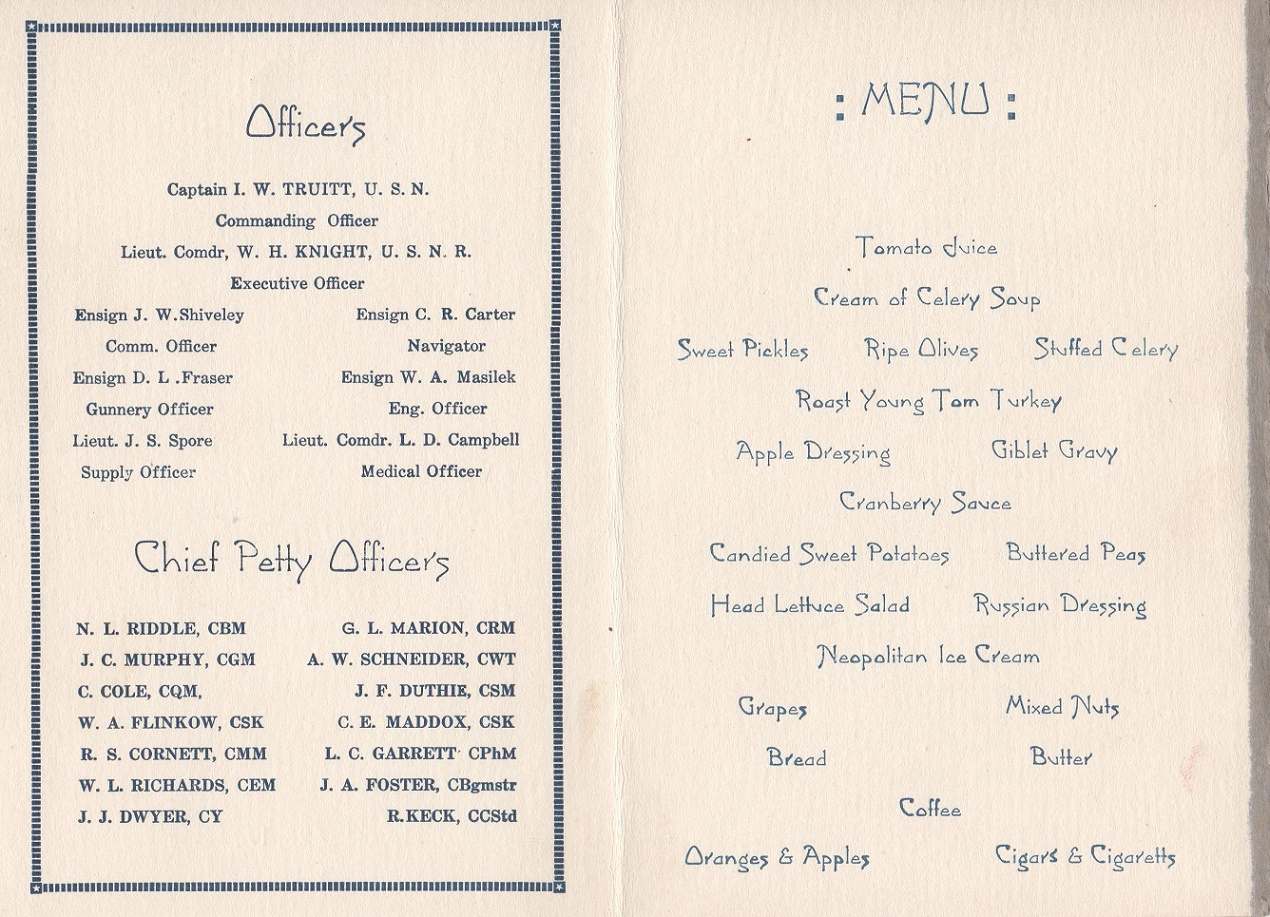 Officers
Captain I. W. TRUITT, U. S. N.
Commanding Officer
Lieut. Comdr, W. H. KNIGHT, U. S. N. R.
Executive Officer
Ensign J. W.Shiveley Ensign C. R. Carter
Comm. Officer Navigator
Ensign D. L .Fraser Ensign W. A. Masilek
Gunnery Officer Eng. Officer
Lieut. J. S. Spore Lieut. Comdr. L. D. Campbell
Supply Officer Medical Officer
Chief Petty Officers
N. L. RIDDLE, CBM G. L. MARION, CRM
J. C. MURPHY, CGM A. W. SCHNEIDER, CWT
C. COLE, CQM, J. F. DUTHIE, CSM
W. A. FLINKOW, CSK C. E. MADDOX, CSK
R. S. CORNETT, CMM L. C. GARRETT CPhM
W. L. RICHARDS, CEM J. A. FOSTER, CBgmstr
J. J. DWYER, CY R.KECK, CCStd
: MENU :
Tomato Juice
Cream of Celery Soup
Sweet Pickles Ripe Olives Stuffed Celery
Roast Young Tom Turkey
Apple Dressing Giblet Gravy
Cranberry Sauce
Candied Sweet Potatoes Buttered Peas
Head Lettuce Salad Russian Dressing
Neopolitan Ice Cream
Grapes Mixed Nuts
Bread Butter
Coffee
Oranges & Apples Cigars & Cigaretts